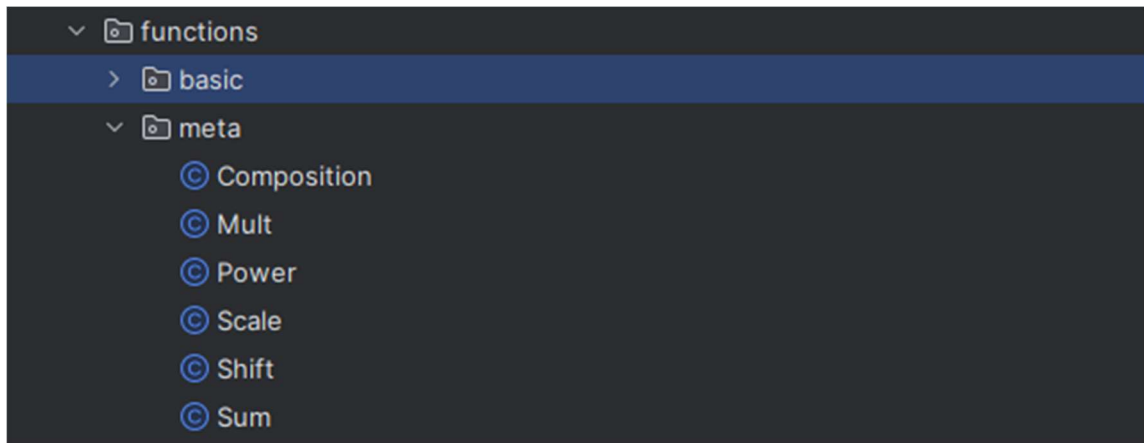 functions
basic
meta
Composition
Mult
Power
Scale
Shift
Sum